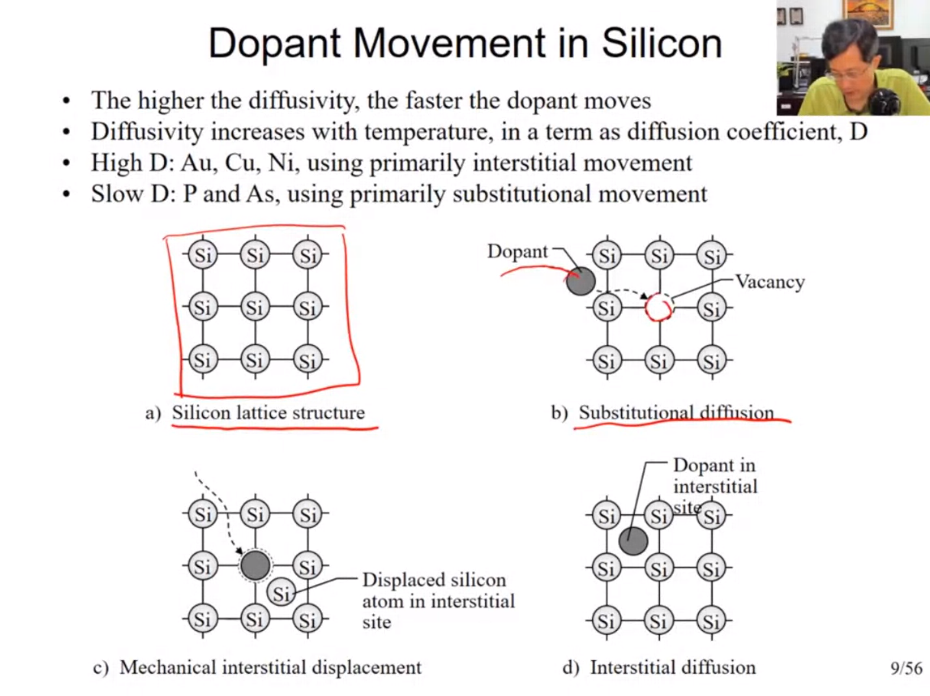 Dopant Movement in Silicon
• The higher the diffusivity, the faster the dopant moves
• Diffusivity increases with temperature, in a term as diffusion coefficient, D
• High D: Au, Cu, Ni, using primarily interstitial movement
• Slow D: P and As, using primarily substitutional movement
Si Si Si
Si Si Si
Si Si Si
a) Silicon lattice structure
Dopant
Si Si Si
Vacancy
Si Si
Si Si Si
b) Substitutional diffusion
Si Si Si
Si Si
Si
Displaced silicon
atom in interstitial
site
Si Si Si
c) Mechanical interstitial displacement
Dopant in
interstitial
site
Si Si Si
Si Si Si
Si Si Si
d) Interstitial diffusion
9/56